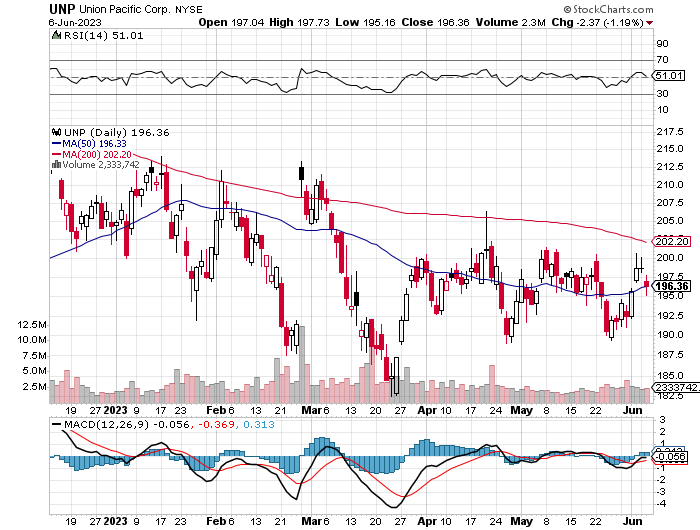 UNP Union Pacific Corp. NYSE © StockCharts.com
6-Jun-2023 Open 197.04 High 197.73 Low 195.16 Close 196.36 Volume 2.3M Chg -2.37 (-1.19%)
RSI(14) 51.01
90
70
51.01
30
10
UNP (Daily) 196.36
MA(50) 196.33
MA(200) 202.20
Volume 2,333,742
217.5
215.0
212.5
210.0
207.5
205.0
202.20
200.0
197.5
196.36
195.0
192.5
190.0
187.5
185.0
182.5
12.5M
10.0M
7.5M
5.0M
2.5M
2333742
19 27 2023 9 17 23 Feb 6 13 21 Mar 6 13 20 27 Apr 10 17 24 May 8 15 22 Jun
MACD(12,26,9) -0.056, -0.369, 0.313
3
2
1
-0.056
-1
-2
-3
-4
19 27 2023 9 17 23 Feb 6 13 21 Mar 6 13 20 27 Apr 10 17 24 May 8 15 22 Jun